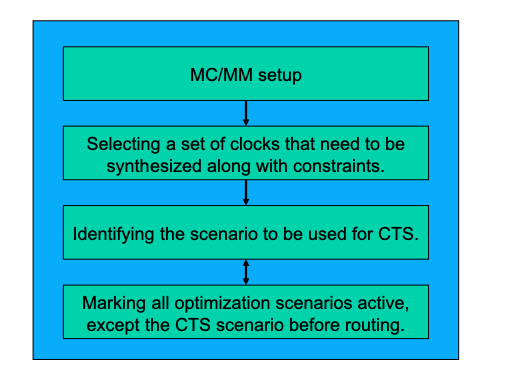 MC/MM setup
Selecting a set of clocks that need to be
synthesized along with constraints.
Identifying the scenario to be used for CTS.
Marking all optimization scenarios active,
except the CTS scenario before routing.